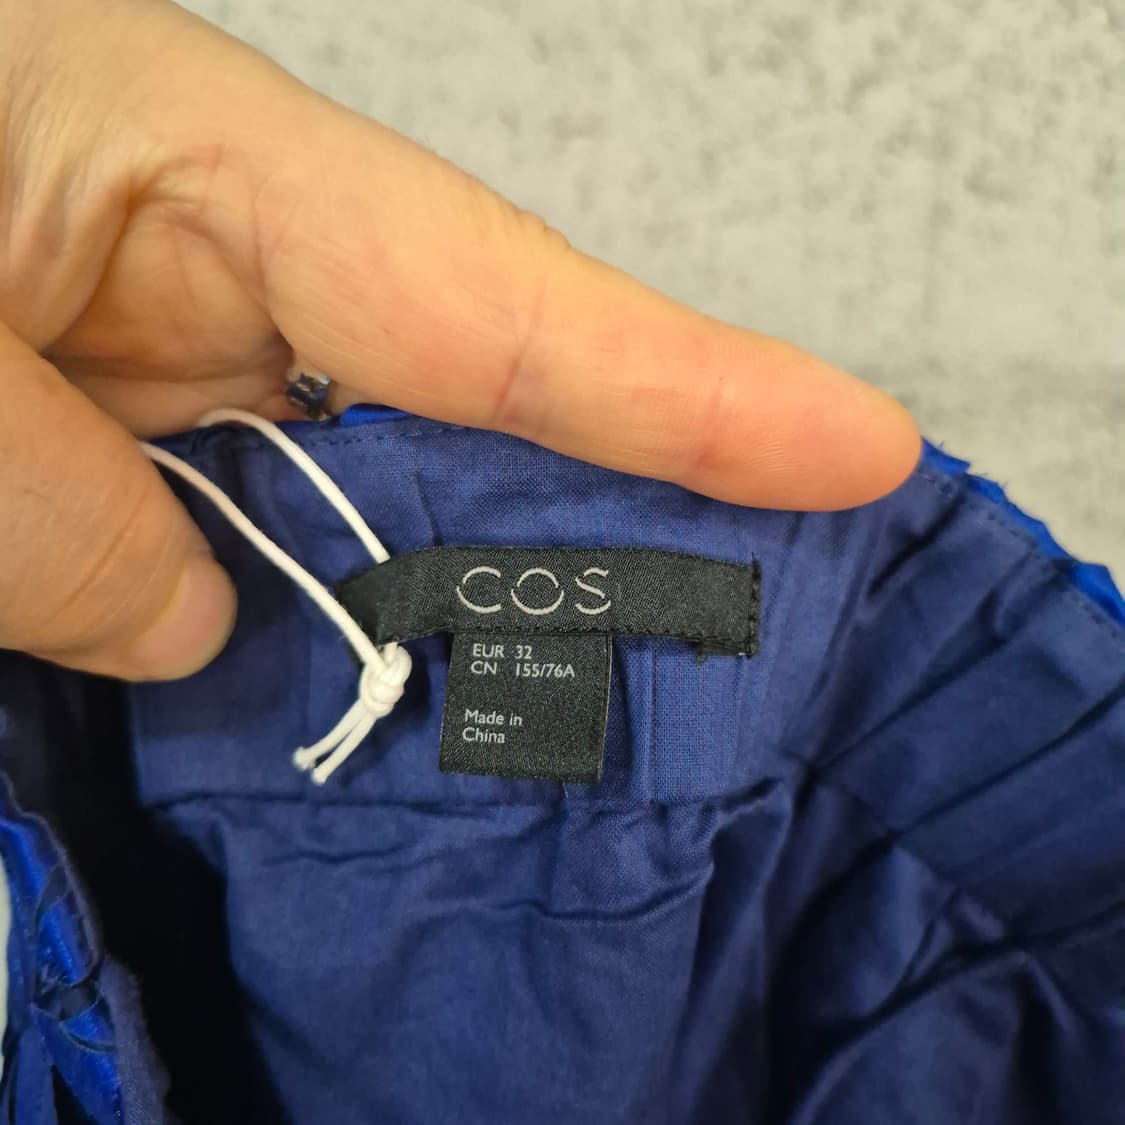 COS
EUR 32
CN 155/76A
Made in
China